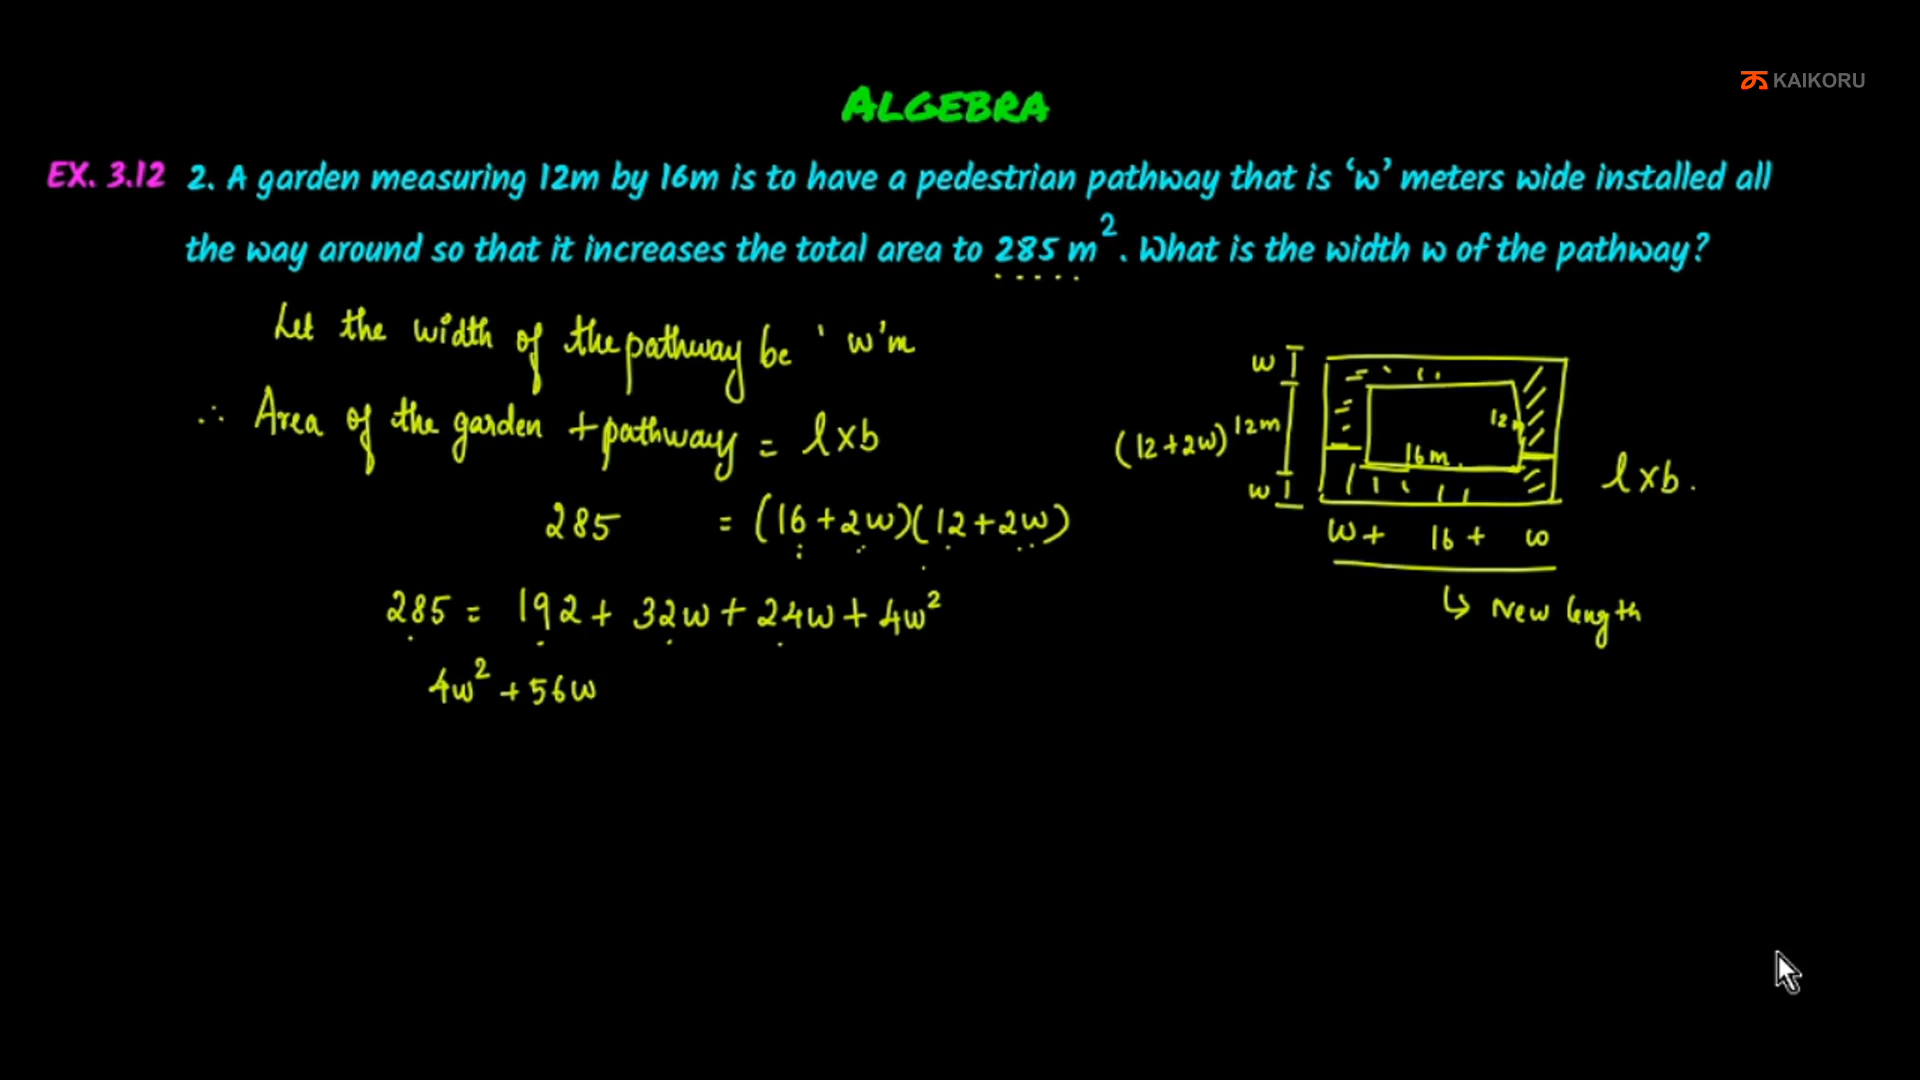 KAIKORU
ALGEBRA
EX. 3.12 2. A garden measuring 12m by 16m is to have a pedestrian pathway that is ‘w’ meters wide installed all
the way around so that it increases the total area to 285 m². What is the width w of the pathway?
Let the width of the pathway be 'w'm
∴ Area of the garden + pathway = l×b
285 = (16+2w)(12+2w)
285 = 192 + 32w + 24w + 4w²
4w² + 56w
w
(12+2w) 12m
w
12m
16m
l×b.
w + 16 + w
↳ New length